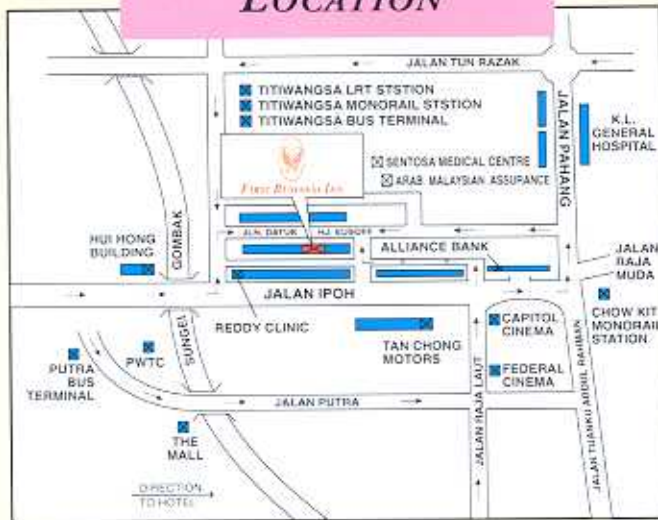 LOCATION
JALAN TUN RAZAK
TITIWANGSA LRT STSTION
TITIWANGSA MONORAIL STSTION
TITIWANGSA BUS TERMINAL
JALAN PAHANG
K.L.
GENERAL
HOSPITAL
SENTOSA MEDICAL CENTRE
ARAB. MALAYSIAN ASSURANCE
FIRST BUSINESS INN
JLN. DATUK HJ. EUSOFF
HUI HONG
BUILDING
GOMBAK
ALLIANCE BANK
JALAN
RAJA
MUDA
JALAN IPOH
REDDY CLINIC
SUNGEI
TAN CHONG
MOTORS
CAPITOL
CINEMA
CHOW KIT
MONORAIL
STATION
PUTRA
BUS
TERMINAL
PWTC
FEDERAL
CINEMA
JALAN PUTRA
JALAN RAJA LAUT
JALAN TUANKU ABDUL RAHMAN
THE
MALL
DIRECTION
TO HOTEL